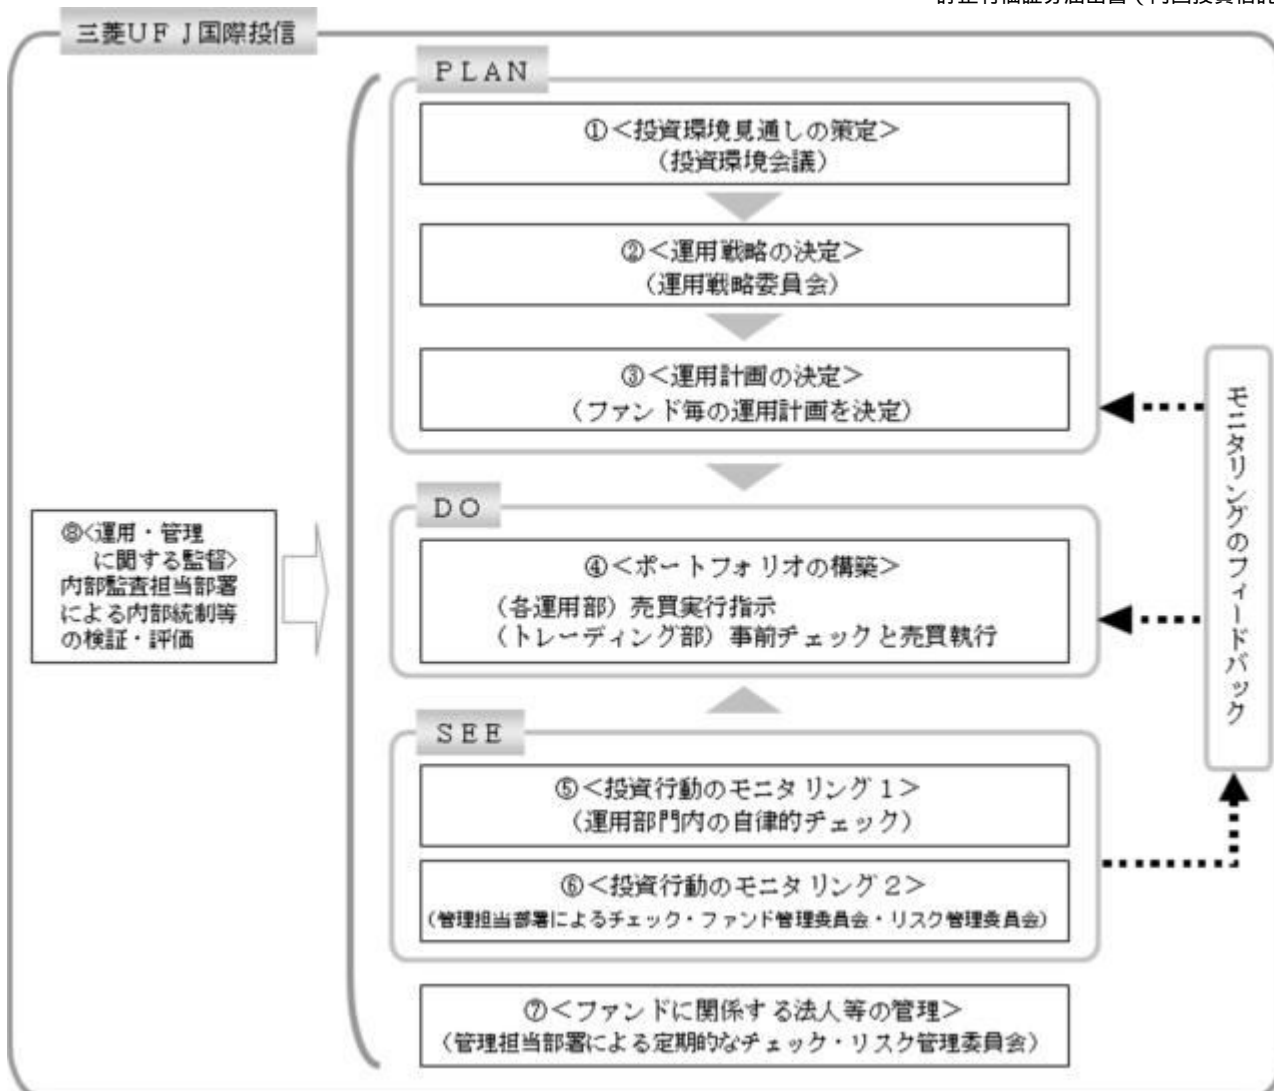 三菱UFJ国際投信
PLAN
①＜投資環境見通しの策定＞
（投資環境会議）
②＜運用戦略の決定＞
（運用戦略委員会）
③＜運用計画の決定＞
（ファンド毎の運用計画を決定）
モニタリングのフィードバック
DO
④＜ポートフォリオの構築＞
（各運用部）売買実行指示
（トレーディング部）事前チェックと売買執行
⑧＜運用・管理
に関する監督＞
内部監査担当部署
による内部統制等
の検証・評価
SEE
⑤＜投資行動のモニタリング１＞
（運用部門内の自律的チェック）
⑥＜投資行動のモニタリング２＞
（管理担当部署によるチェック・ファンド管理委員会・リスク管理委員会）
⑦＜ファンドに関係する法人等の管理＞
（管理担当部署による定期的なチェック・リスク管理委員会）